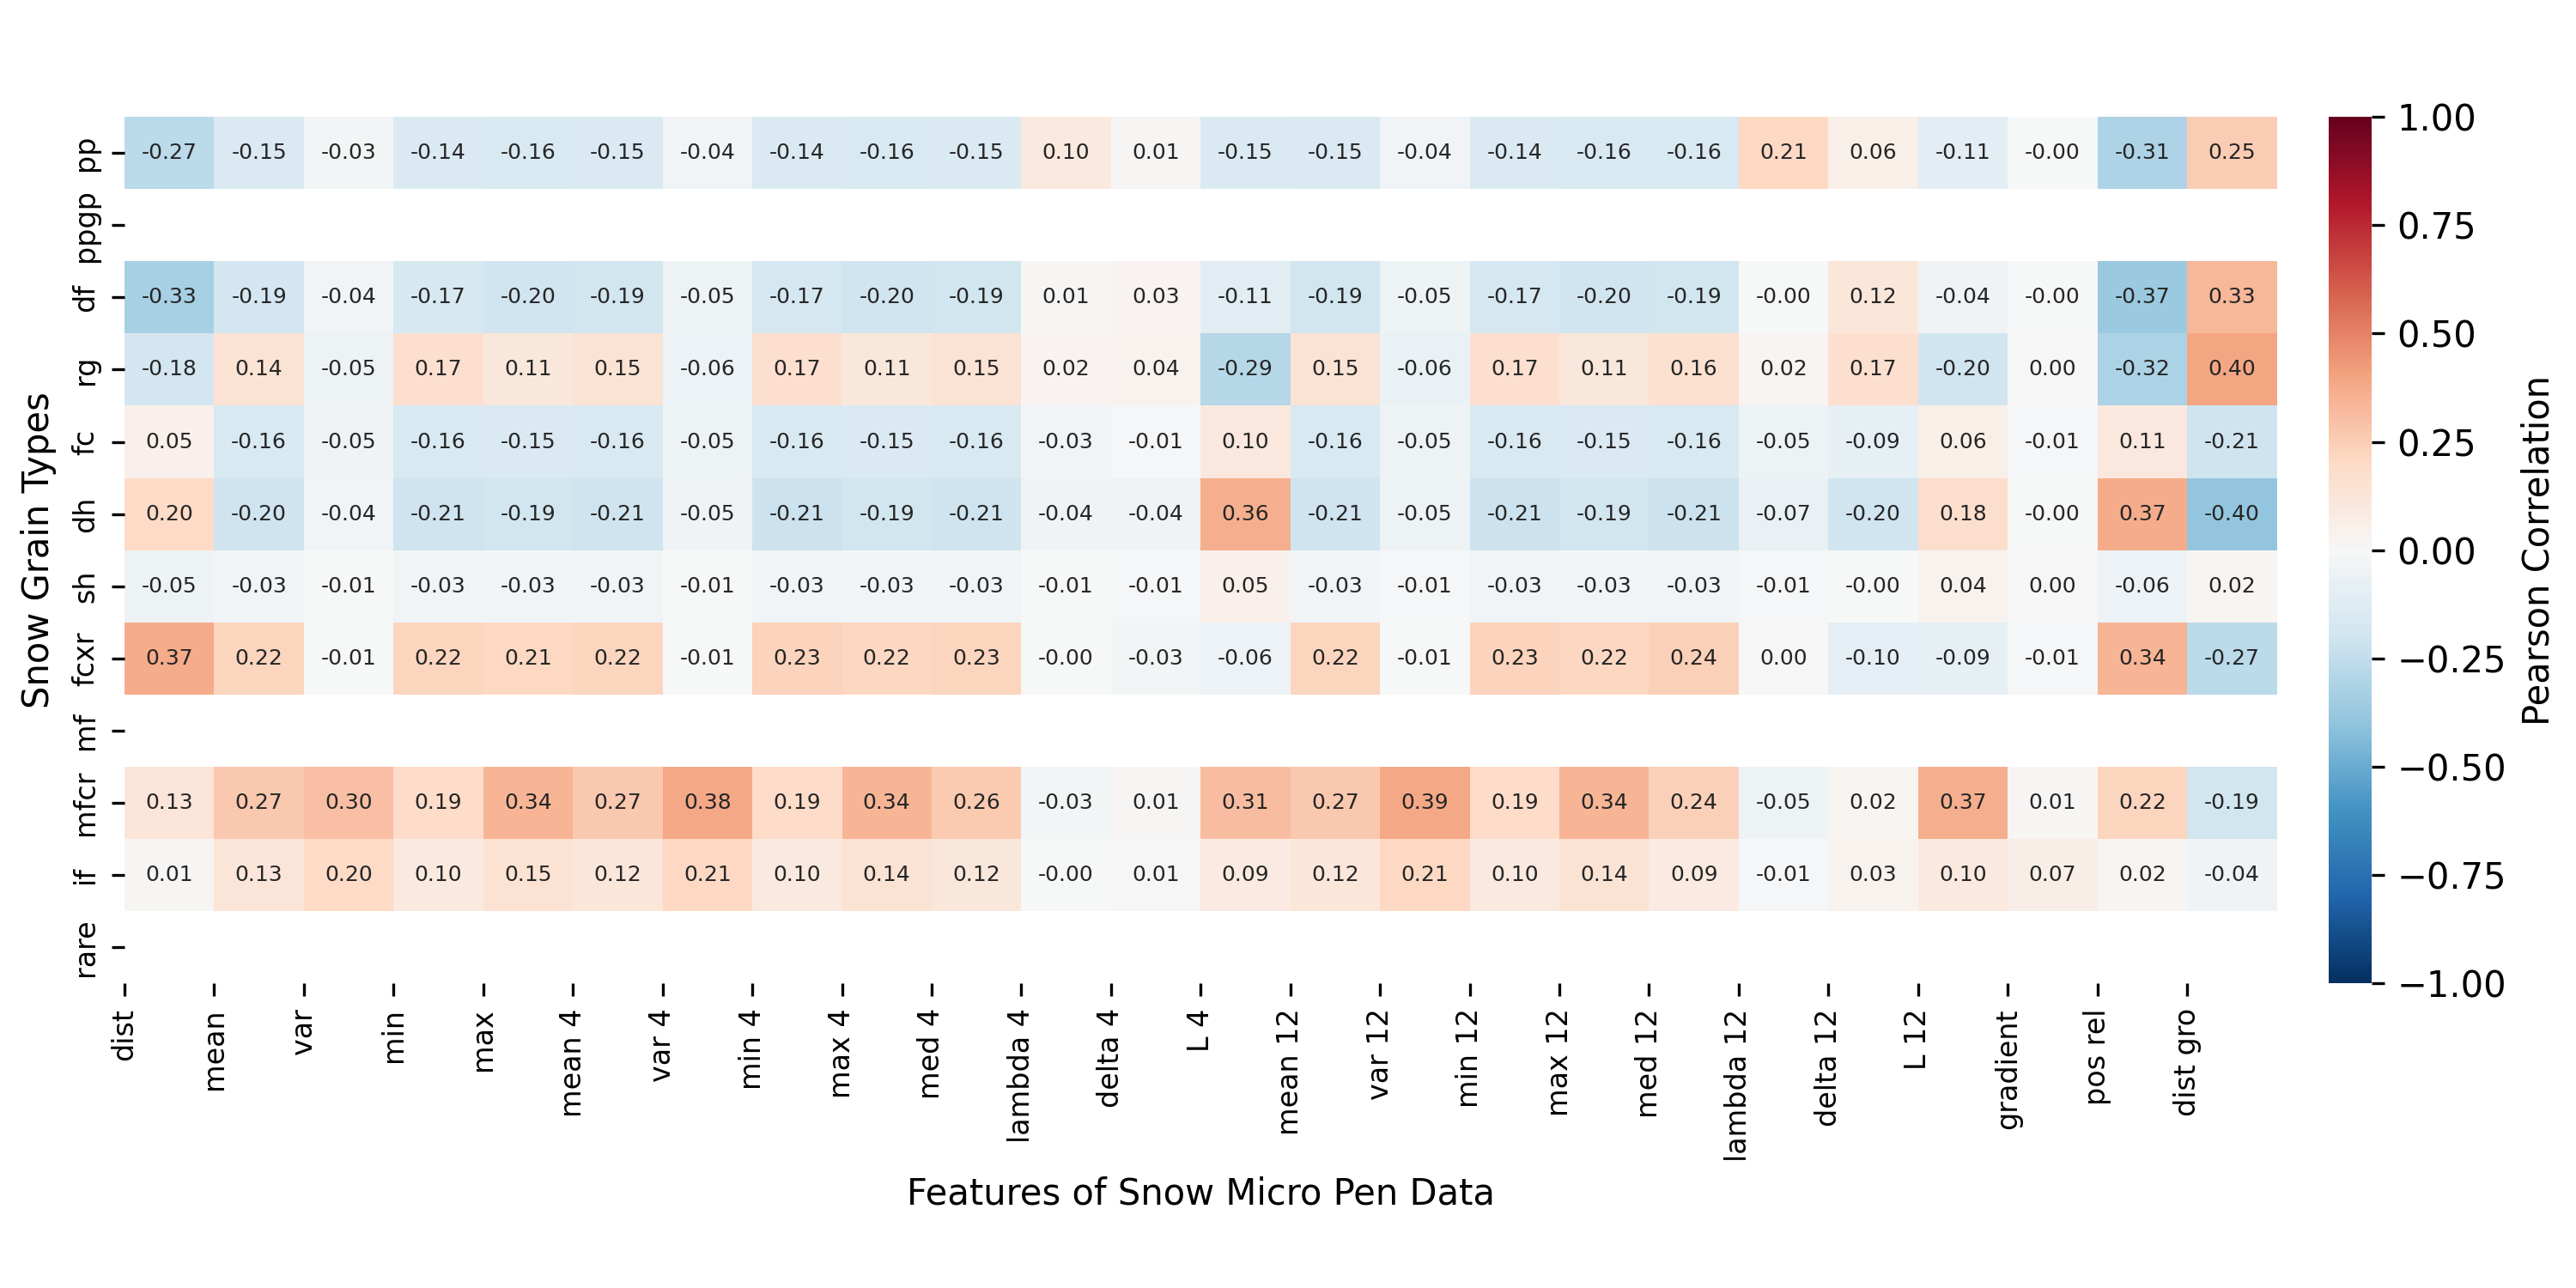 pp -0.27 -0.15 -0.03 -0.14 -0.16 -0.15 -0.04 -0.14 -0.16 -0.15 0.10 0.01 -0.15 -0.15 -0.04 -0.14 -0.16 -0.16 0.21 0.06 -0.11 -0.00 -0.31 0.25
ppgp
df -0.33 -0.19 -0.04 -0.17 -0.20 -0.19 -0.05 -0.17 -0.20 -0.19 0.01 0.03 -0.11 -0.19 -0.05 -0.17 -0.20 -0.19 -0.00 0.12 -0.04 -0.00 -0.37 0.33
rg -0.18 0.14 -0.05 0.17 0.11 0.15 -0.06 0.17 0.11 0.15 0.02 0.04 -0.29 0.15 -0.06 0.17 0.11 0.16 0.02 0.17 -0.20 0.00 -0.32 0.40
fc 0.05 -0.16 -0.05 -0.16 -0.15 -0.16 -0.05 -0.16 -0.15 -0.16 -0.03 -0.01 0.10 -0.16 -0.05 -0.16 -0.15 -0.16 -0.05 -0.09 0.06 -0.01 0.11 -0.21
dh 0.20 -0.20 -0.04 -0.21 -0.19 -0.21 -0.05 -0.21 -0.19 -0.21 -0.04 -0.04 0.36 -0.21 -0.05 -0.21 -0.19 -0.21 -0.07 -0.20 0.18 -0.00 0.37 -0.40
sh -0.05 -0.03 -0.01 -0.03 -0.03 -0.03 -0.01 -0.03 -0.03 -0.03 -0.01 -0.01 0.05 -0.03 -0.01 -0.03 -0.03 -0.03 -0.01 -0.00 0.04 0.00 -0.06 0.02
fcxr 0.37 0.22 -0.01 0.22 0.21 0.22 -0.01 0.23 0.22 0.23 -0.00 -0.03 -0.06 0.22 -0.01 0.23 0.22 0.24 0.00 -0.10 -0.09 -0.01 0.34 -0.27
mf
mfcr 0.13 0.27 0.30 0.19 0.34 0.27 0.38 0.19 0.34 0.26 -0.03 0.01 0.31 0.27 0.39 0.19 0.34 0.24 -0.05 0.02 0.37 0.01 0.22 -0.19
if 0.01 0.13 0.20 0.10 0.15 0.12 0.21 0.10 0.14 0.12 -0.00 0.01 0.09 0.12 0.21 0.10 0.14 0.09 -0.01 0.03 0.10 0.07 0.02 -0.04
rare
Snow Grain Types
dist mean var min max mean 4 var 4 min 4 max 4 med 4 lambda 4 delta 4 L 4 mean 12 var 12 min 12 max 12 med 12 lambda 12 delta 12 L 12 gradient pos rel dist gro
Features of Snow Micro Pen Data
1.00
0.75
0.50
0.25
0.00
−0.25
−0.50
−0.75
−1.00
Pearson Correlation